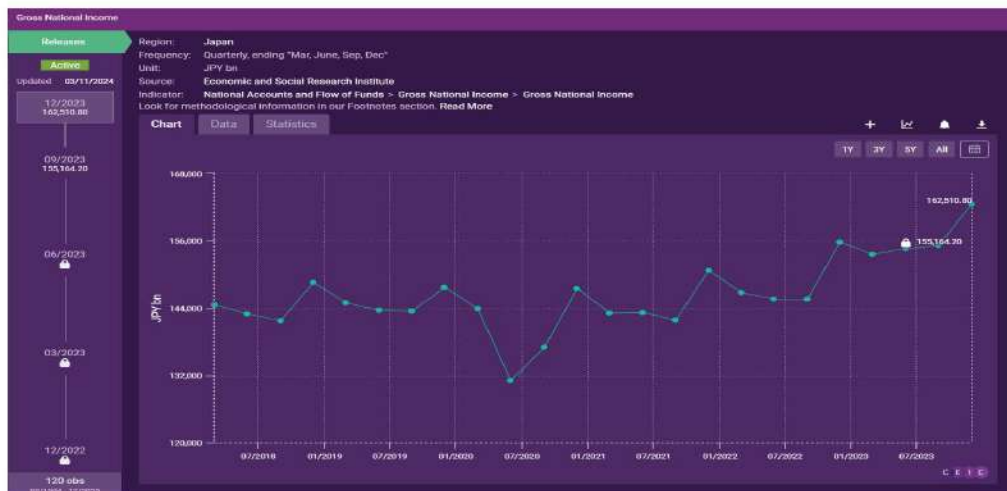 Gross National Income
Releases
Active
Updated: 03/11/2024
12/2023
162,510.80
09/2023
155,164.20
06/2023
03/2023
12/2022
120 obs
Region: Japan
Frequency: Quarterly, ending "Mar, June, Sep, Dec"
Unit: JPY bn
Source: Economic and Social Research Institute
Indicator: National Accounts and Flow of Funds > Gross National Income > Gross National Income
Look for methodological information in our Footnotes section. Read More
Chart Data Statistics
1Y 3Y 5Y All
168,000
162,510.80
156,000
155,164.20
JPY bn
144,000
132,000
120,000
07/2018 01/2019 07/2019 01/2020 07/2020 01/2021 07/2021 01/2022 07/2022 01/2023 07/2023
C E I C